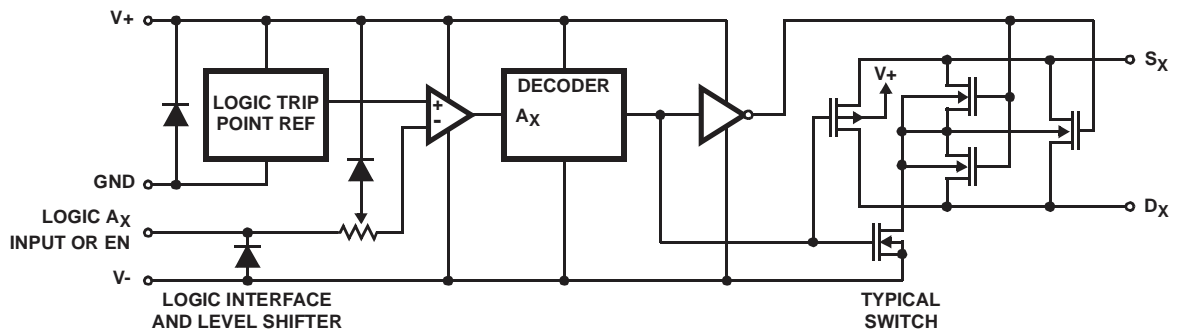 V+
LOGIC TRIP
POINT REF
+
-
DECODER
AX
V+
SX
GND
LOGIC AX
INPUT OR EN
DX
V-
LOGIC INTERFACE
AND LEVEL SHIFTER
TYPICAL
SWITCH